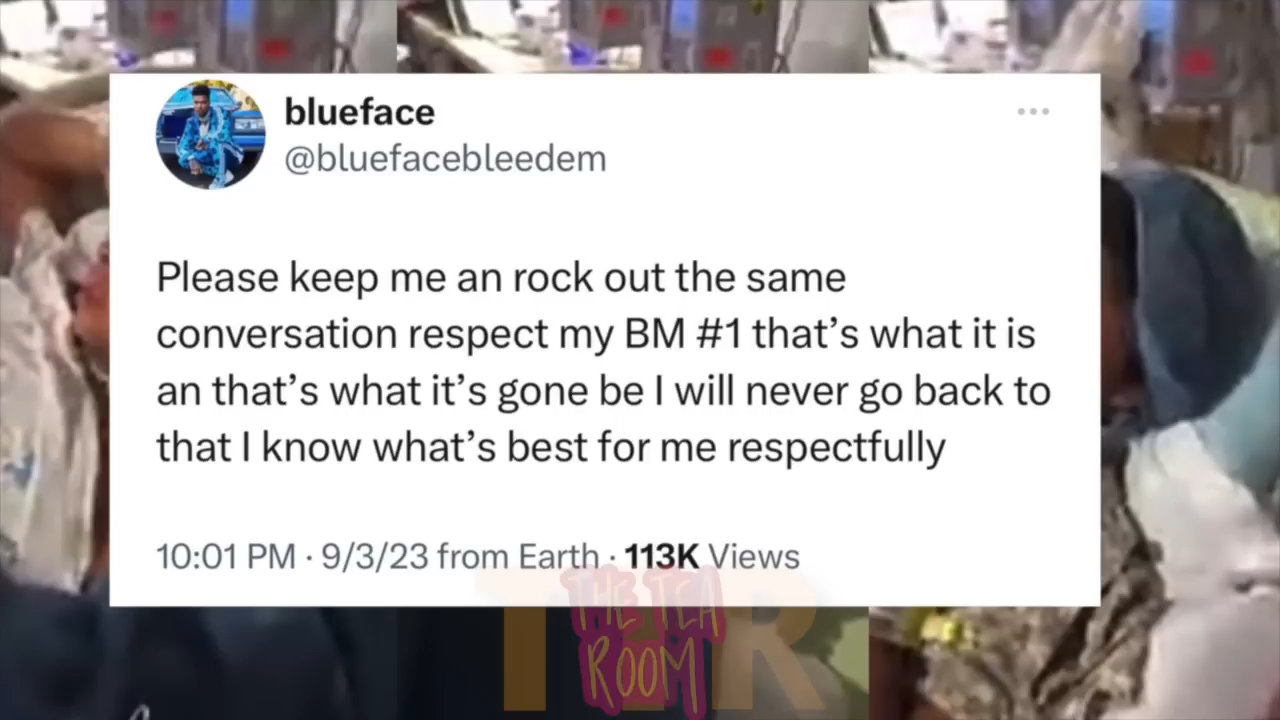 blueface
@bluefacebleedem
Please keep me an rock out the same
conversation respect my BM #1 that’s what it is
an that’s what it’s gone be I will never go back to
that I know what’s best for me respectfully
10:01 PM · 9/3/23 from Earth · 113K Views
THE TEA
ROOM